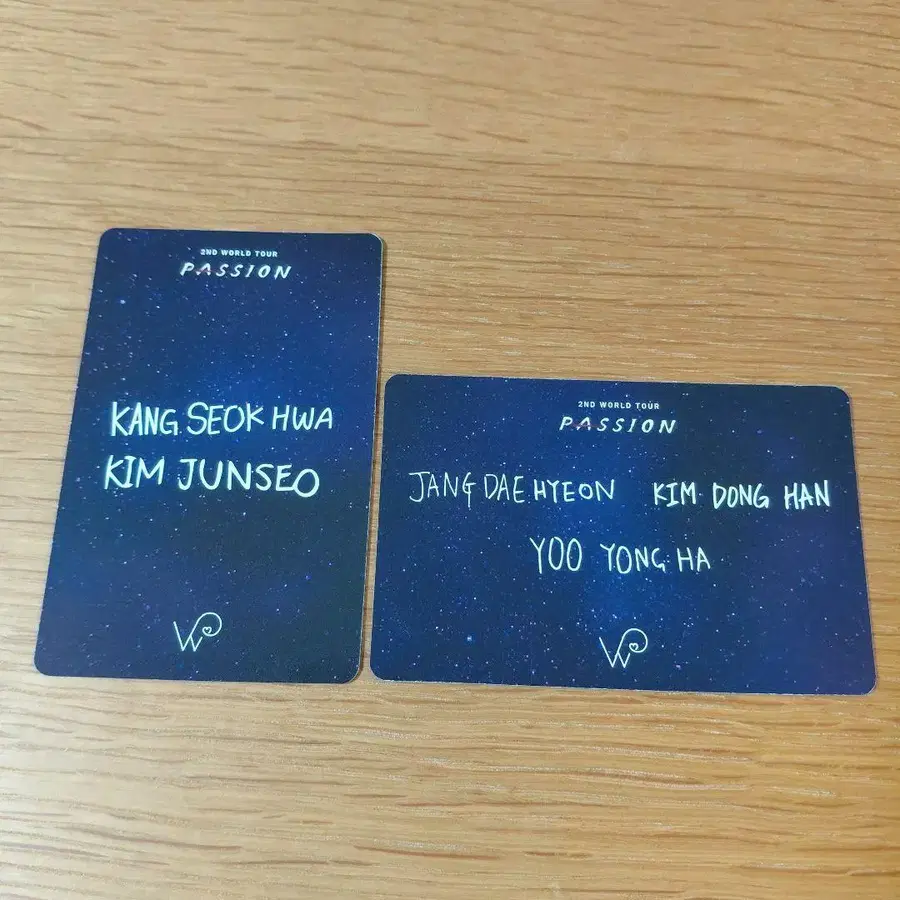 2ND WORLD TOUR
PASSION
KANG SEOK HWA
KIM JUNSEO
W
2ND WORLD TOUR
PASSION
JANG DAE HYEON KIM DONG HAN
YOO YONG HA
W